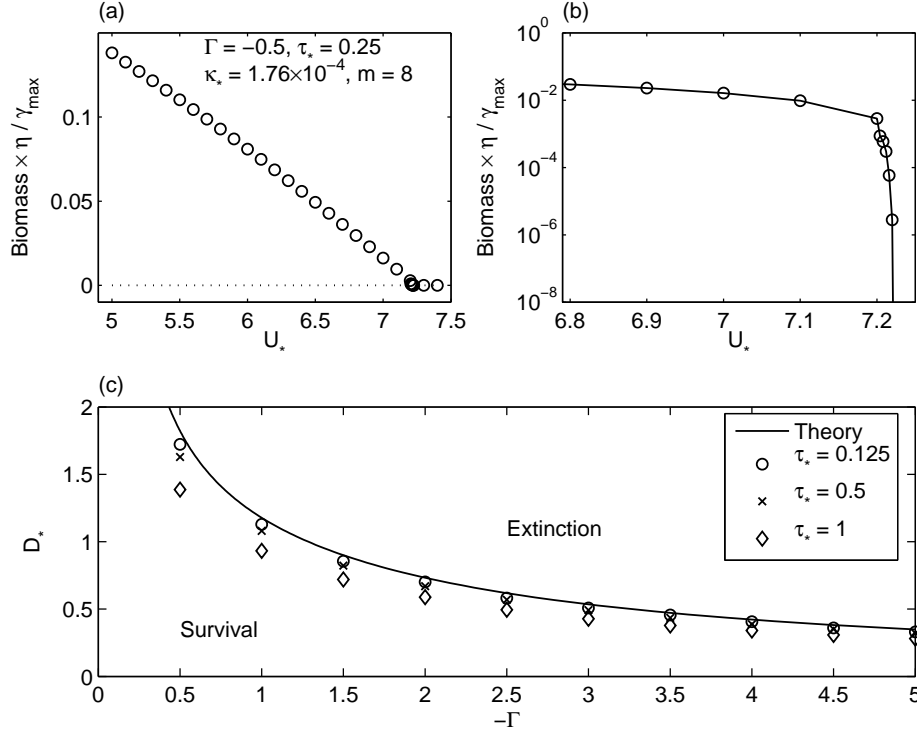 (a)
Γ = −0.5, τ* = 0.25
κ* = 1.76×10⁻⁴, m = 8
Biomass × η / γmax
0.1
0.05
0
5 5.5 6 6.5 7 7.5
U*
(b)
Biomass × η / γmax
10⁰
10⁻²
10⁻⁴
10⁻⁶
10⁻⁸
6.8 6.9 7 7.1 7.2
U*
(c)
D*
2
1.5
1
0.5
0
Theory
τ* = 0.125
τ* = 0.5
τ* = 1
Extinction
Survival
0 0.5 1 1.5 2 2.5 3 3.5 4 4.5 5
−Γ